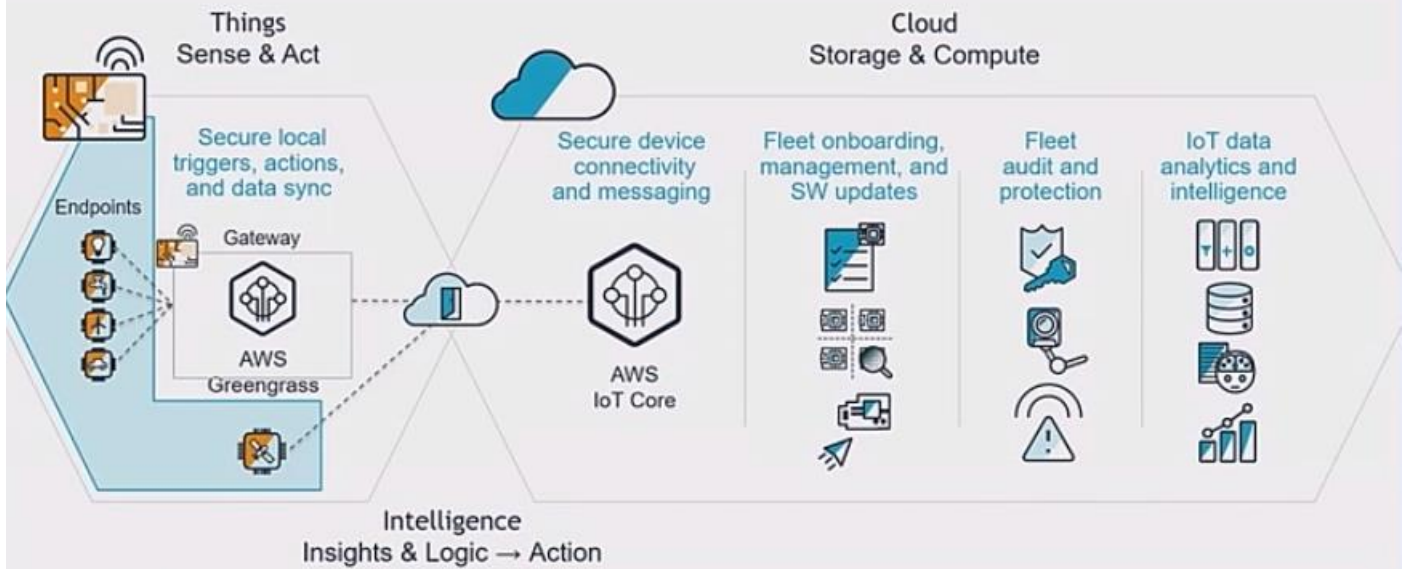 Things
Sense & Act
Cloud
Storage & Compute
Secure local
triggers, actions,
and data sync
Endpoints
Gateway
AWS
Greengrass
Secure device
connectivity
and messaging
AWS
IoT Core
Fleet onboarding,
management, and
SW updates
Fleet
audit and
protection
IoT data
analytics and
intelligence
Intelligence
Insights & Logic → Action